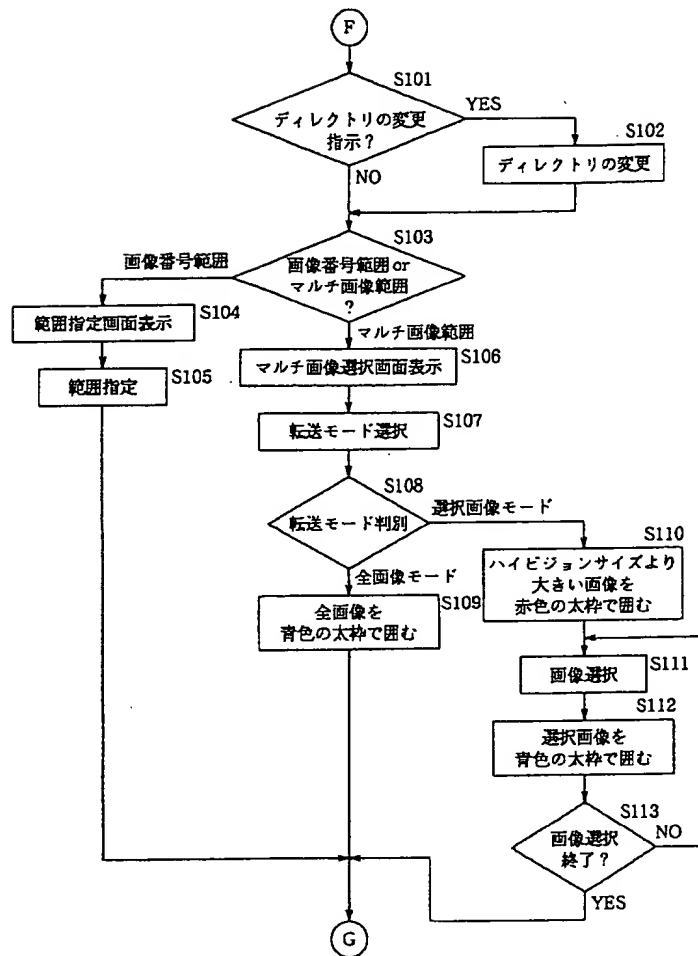 F
S101
ディレクトリの変更
指示?
YES
NO
S102
ディレクトリの変更
S103
画像番号範囲or
マルチ画像範囲
?
画像番号範囲
マルチ画像範囲
S104
範囲指定画面表示
S105
範囲指定
S106
マルチ画像選択画面表示
S107
転送モード選択
S108
転送モード判別
選択画像モード
全画像モード
S109
全画像を
青色の太枠で囲む
S110
ハイビジョンサイズより
大きい画像を
赤色の太枠で囲む
S111
画像選択
S112
選択画像を
青色の太枠で囲む
S113
画像選択
終了?
NO
YES
G